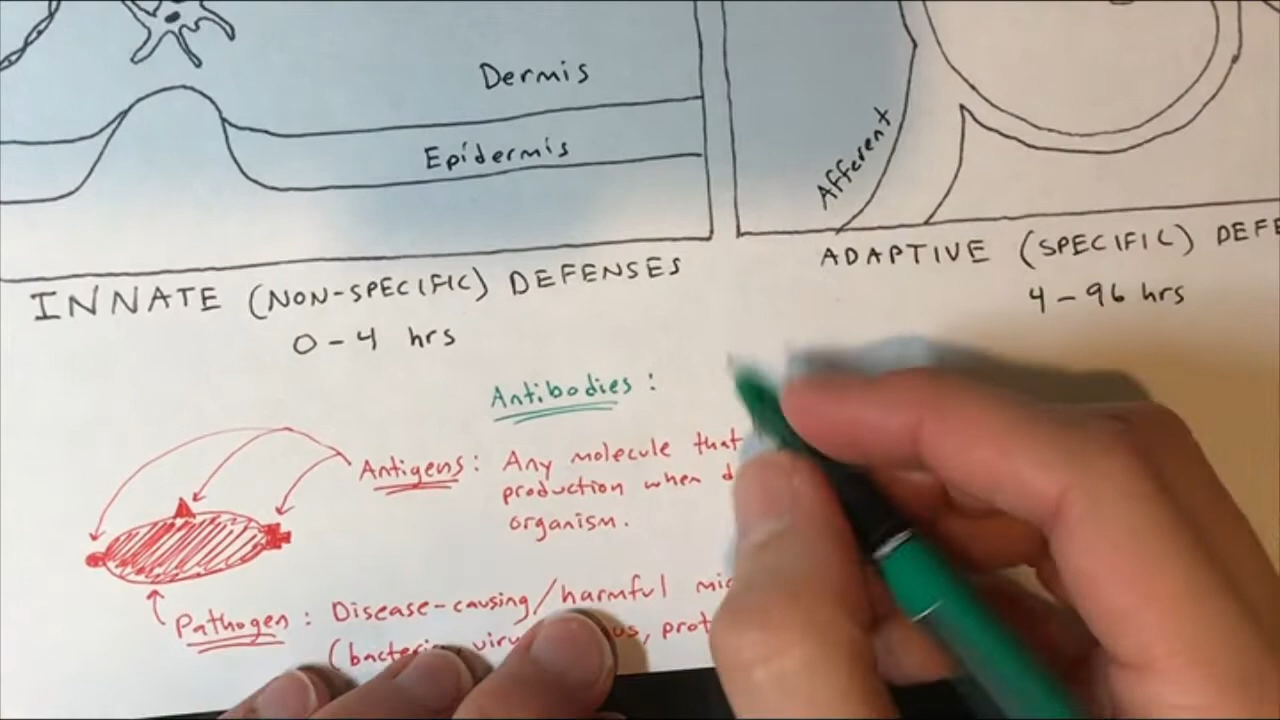 Dermis
Epidermis
Afferent
INNATE (NON-SPECIFIC) DEFENSES
0-4 hrs
ADAPTIVE (SPECIFIC)
4-96 hrs
Antibodies:
Antigens: Any molecule that
production when
organism.
Pathogen: Disease-causing/harmful